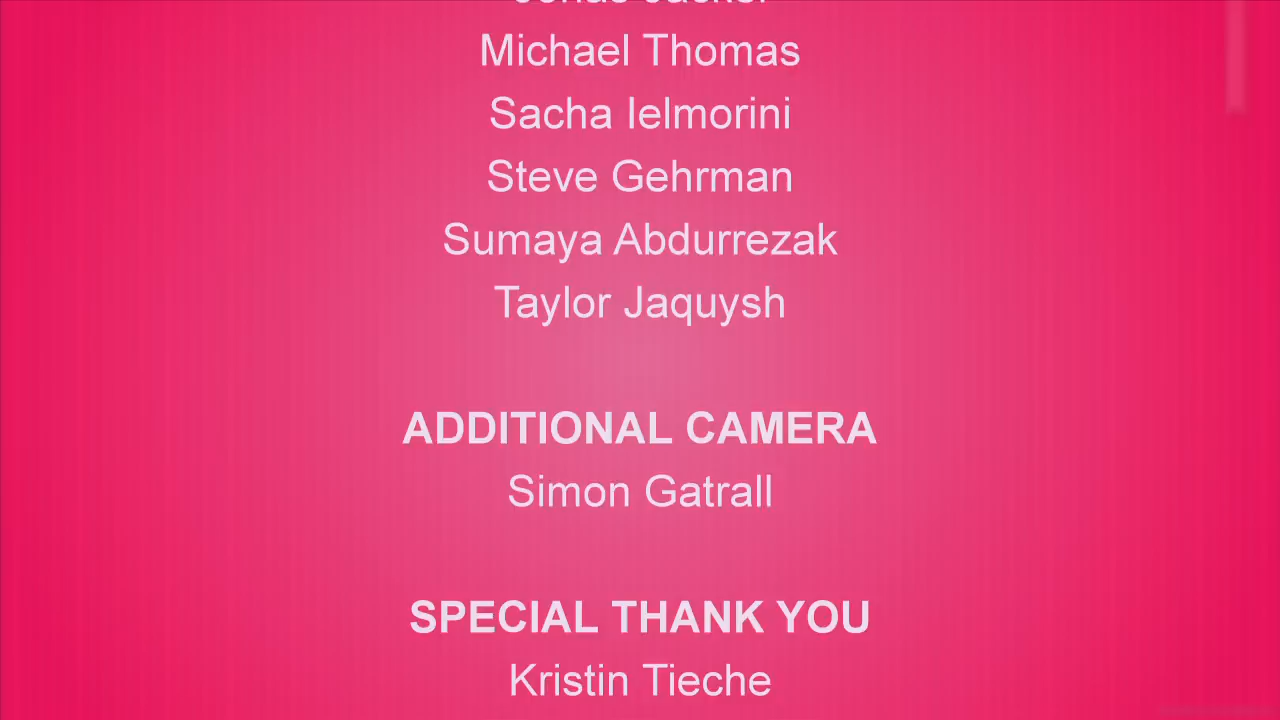 Michael Thomas
Sacha Ielmorini
Steve Gehrman
Sumaya Abdurrezak
Taylor Jaquysh
ADDITIONAL CAMERA
Simon Gatrall
SPECIAL THANK YOU
Kristin Tieche